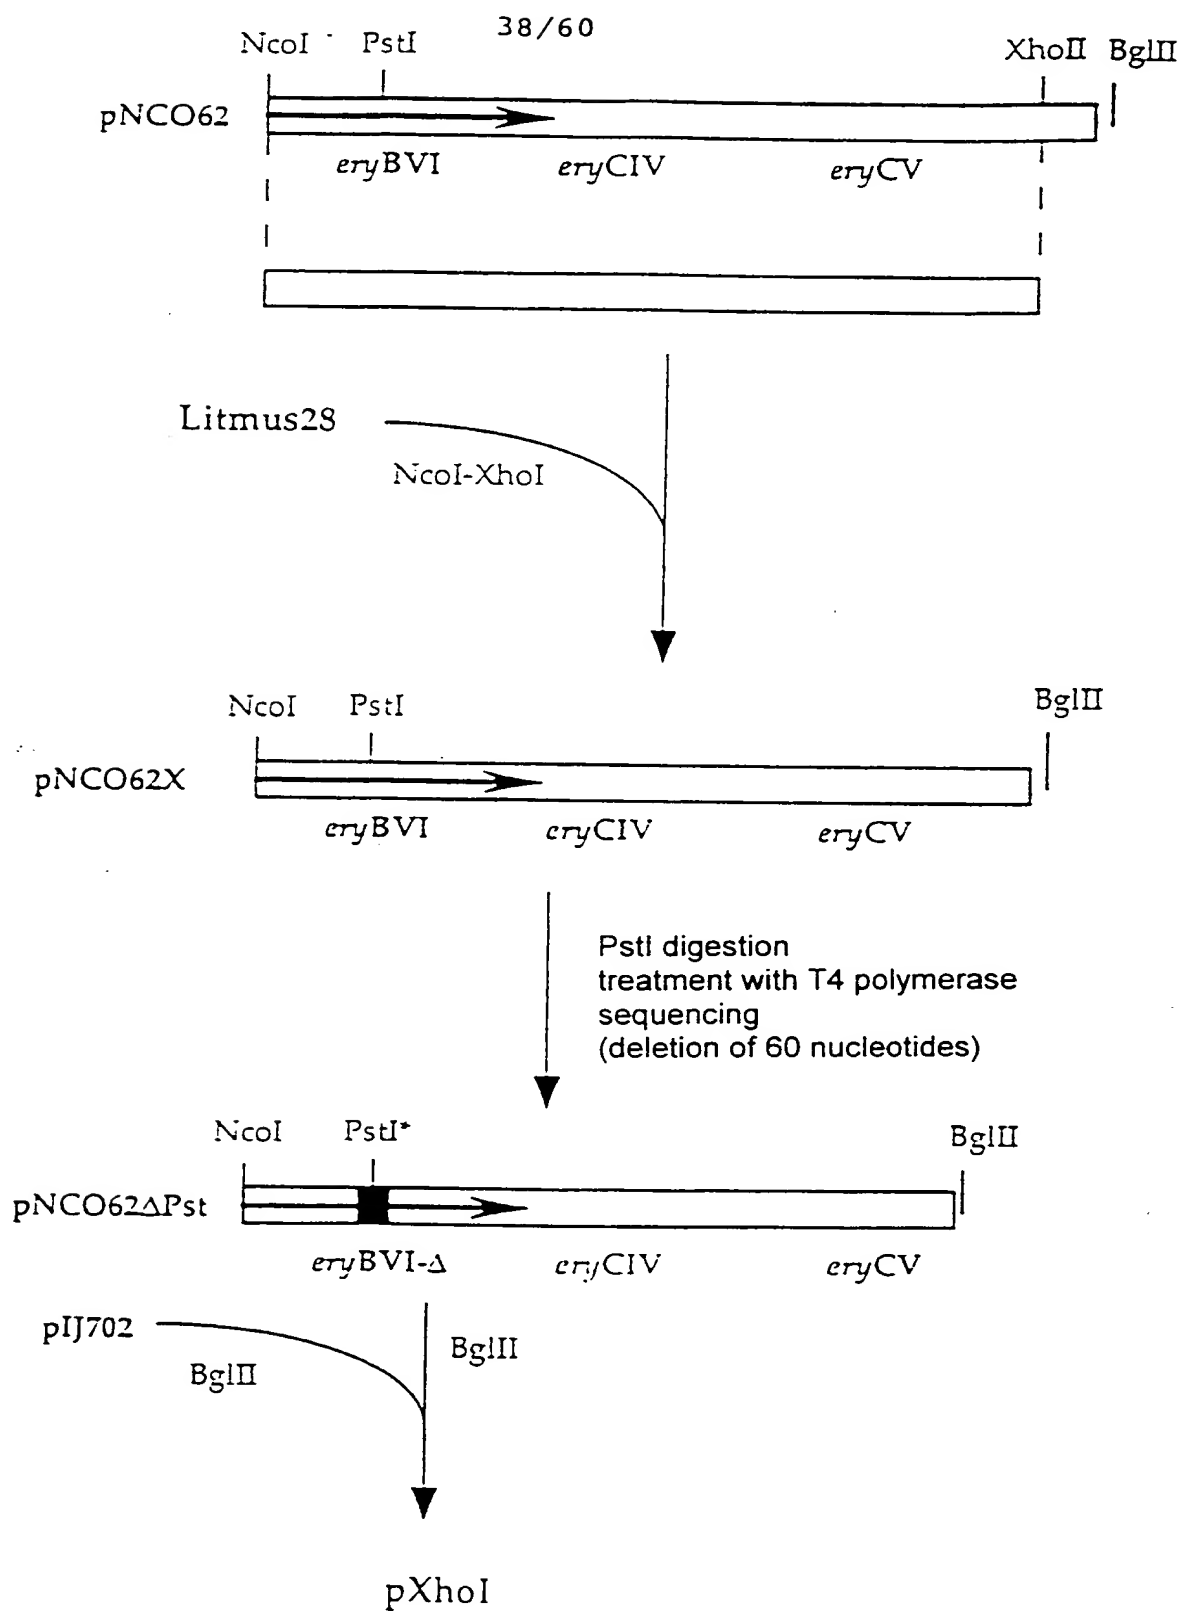 38/60
NcoI PstI XhoII BglII
pNCO62
eryBVI eryCIV eryCV
Litmus28
NcoI-XhoI
NcoI PstI BglII
pNCO62X
eryBVI eryCIV eryCV
PstI digestion
treatment with T4 polymerase
sequencing
(deletion of 60 nucleotides)
NcoI PstI* BglII
pNCO62ΔPst
eryBVI-Δ eryCIV eryCV
pIJ702 BglII
BglII
pXhoI